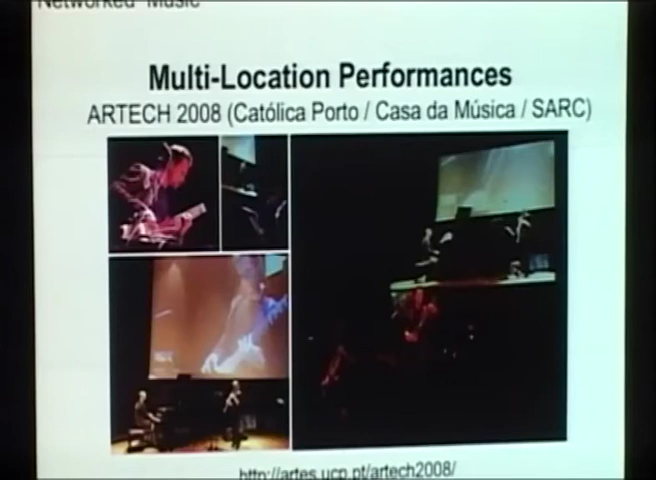 Networked Music
Multi-Location Performances
ARTECH 2008 (Católica Porto / Casa da Música / SARC)
http://artes.ucp.pt/artech2008/